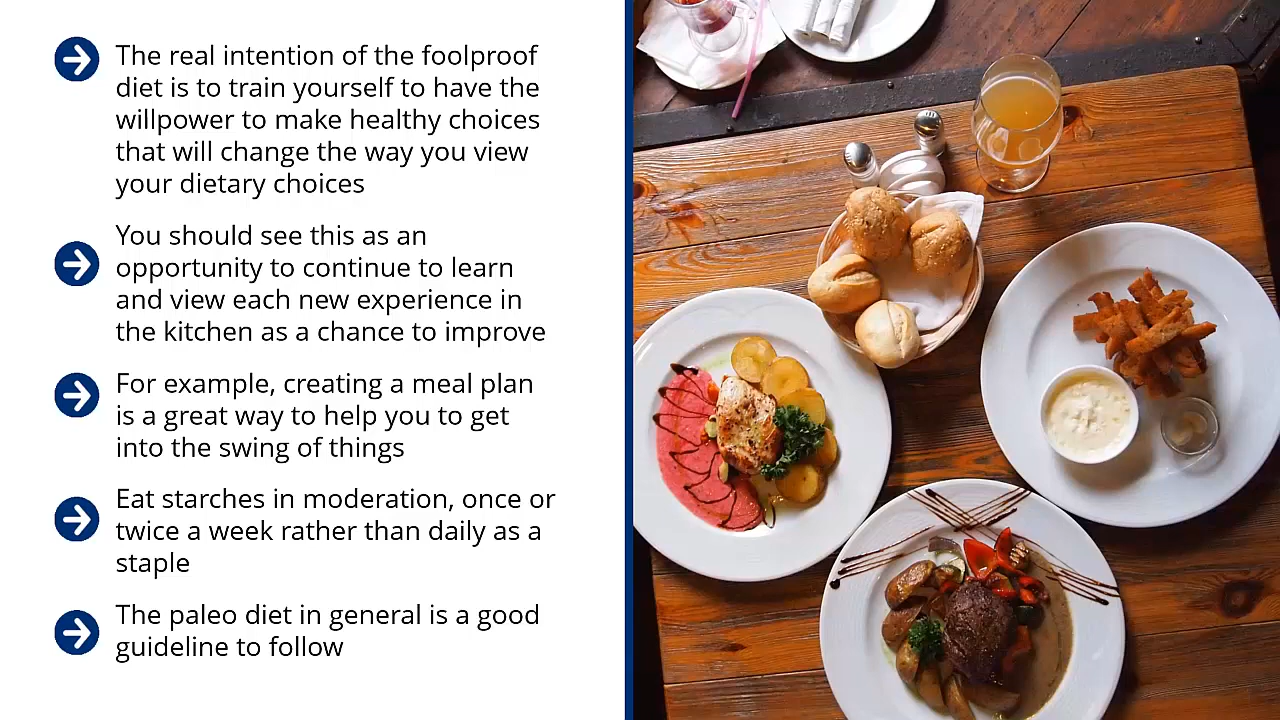 The real intention of the foolproof
diet is to train yourself to have the
willpower to make healthy choices
that will change the way you view
your dietary choices
You should see this as an
opportunity to continue to learn
and view each new experience in
the kitchen as a chance to improve
For example, creating a meal plan
is a great way to help you to get
into the swing of things
Eat starches in moderation, once or
twice a week rather than daily as a
staple
The paleo diet in general is a good
guideline to follow